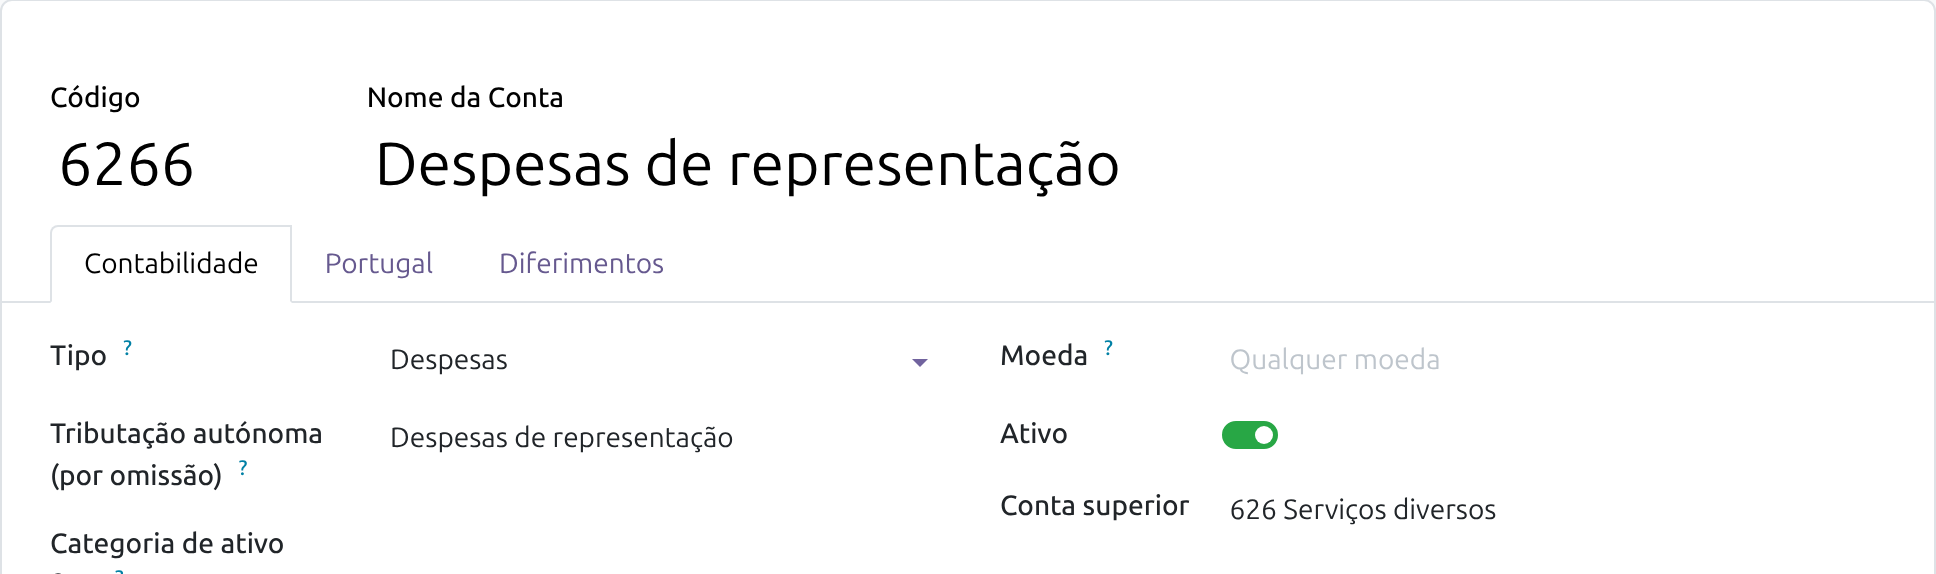 Código Nome da Conta
6266 Despesas de representação
Contabilidade Portugal Diferimentos
Tipo ? Despesas Moeda ? Qualquer moeda
Tributação autónoma Despesas de representação Ativo
(por omissão) ?
Conta superior 626 Serviços diversos
Categoria de ativo
?